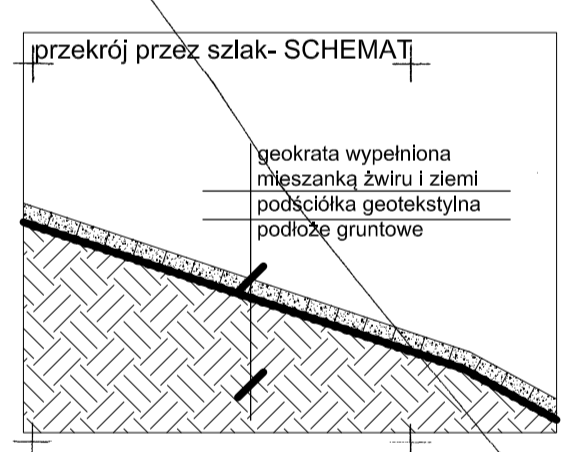 przekrój przez szlak- SCHEMAT
geokrata wypełniona
mieszanką żwiru i ziemi
podściółka geotekstylna
podłoże gruntowe